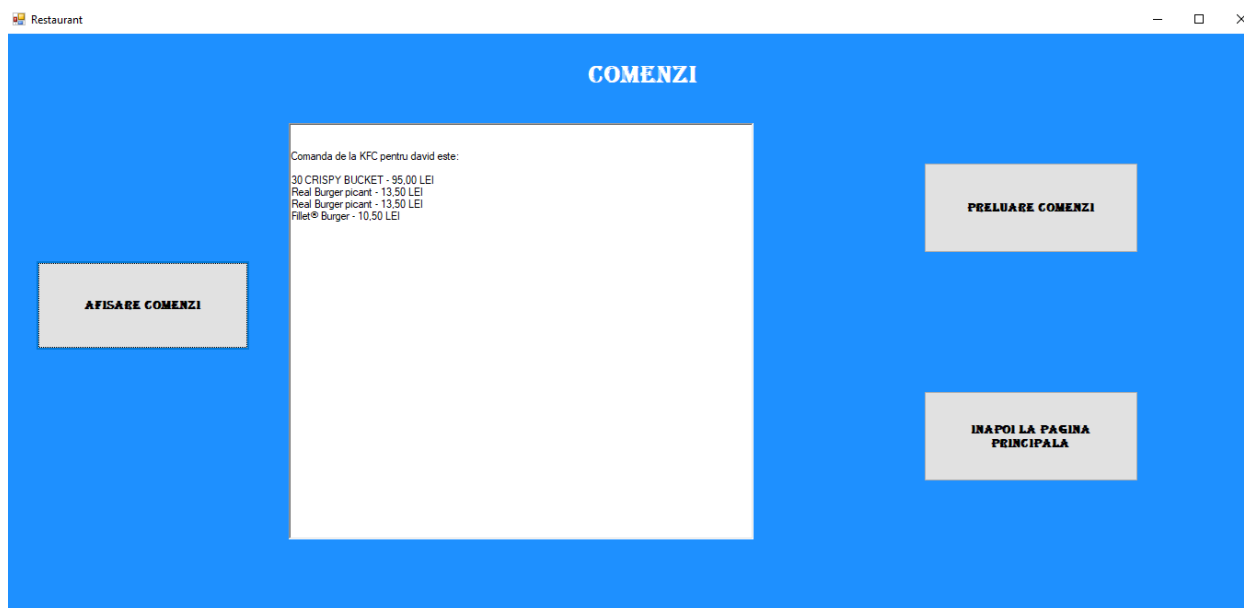 Restaurant
COMENZI
Comanda de la KFC pentru david este:
30 CRISPY BUCKET - 95,00 LEI
Real Burger picant - 13,50 LEI
Real Burger picant - 13,50 LEI
Fillet® Burger - 10,50 LEI
AFISARE COMENZI
PRELUARE COMENZI
INAPOI LA PAGINA
PRINCIPALA